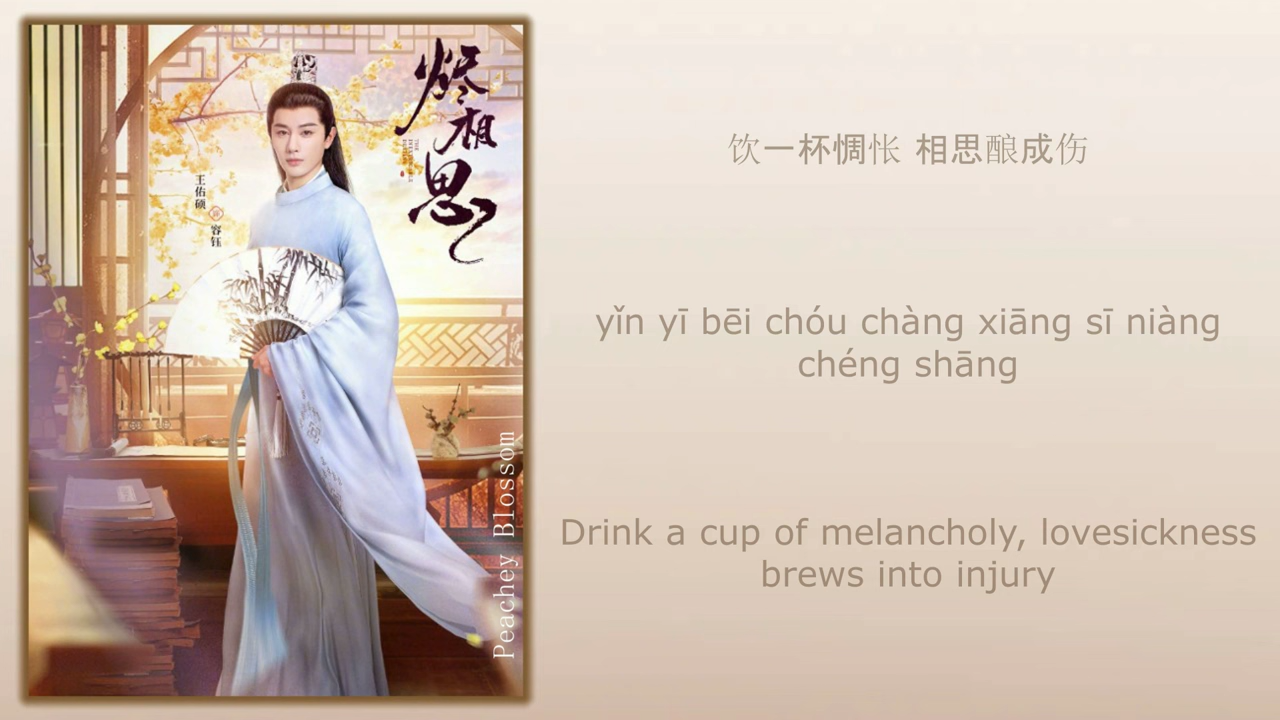 烬相思
王佑硕
饰
容钰
Peachey Blossom
饮一杯惆怅 相思酿成伤
yǐn yī bēi chóu chàng xiāng sī niàng
chéng shāng
Drink a cup of melancholy, lovesickness
brews into injury